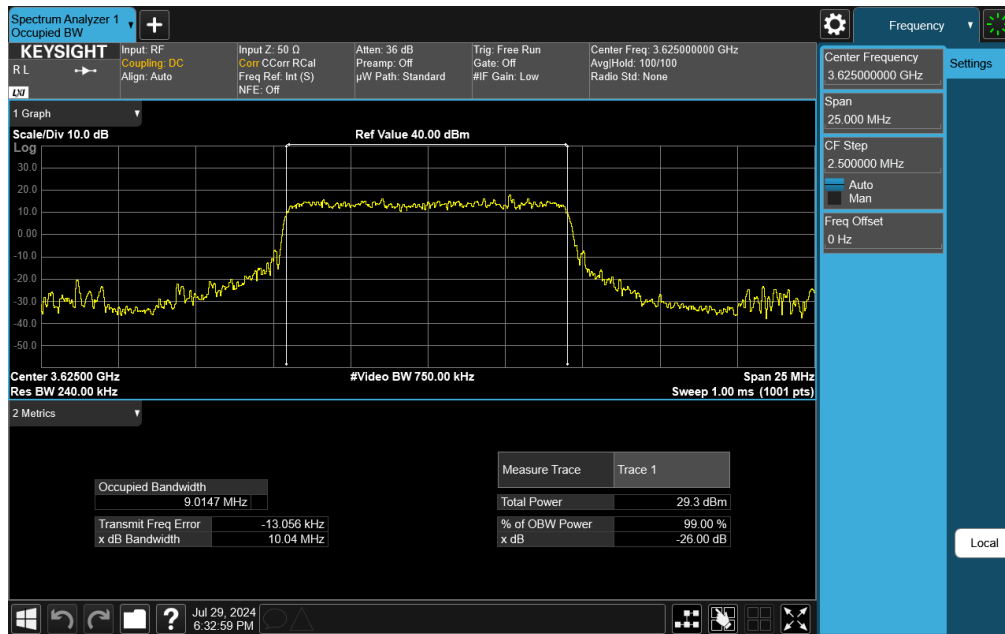 Spectrum Analyzer 1
Occupied BW
Frequency
KEYSIGHT
R L
LXI
Input: RF
Coupling: DC
Align: Auto
Input Z: 50 Ω
Corr CCorr RCal
Freq Ref: Int (S)
NFE: Off
Atten: 36 dB
Preamp: Off
µW Path: Standard
Trig: Free Run
Gate: Off
#IF Gain: Low
Center Freq: 3.625000000 GHz
Avg|Hold: 100/100
Radio Std: None
Center Frequency
3.625000000 GHz
Settings
Span
25.000 MHz
CF Step
2.500000 MHz
Auto
Man
Freq Offset
0 Hz
1 Graph
Scale/Div 10.0 dB
Ref Value 40.00 dBm
Log
30.0
20.0
10.0
0.00
-10.0
-20.0
-30.0
-40.0
-50.0
Center 3.62500 GHz
#Video BW 750.00 kHz
Span 25 MHz
Res BW 240.00 kHz
Sweep 1.00 ms (1001 pts)
2 Metrics
Occupied Bandwidth
9.0147 MHz
Transmit Freq Error -13.056 kHz
x dB Bandwidth 10.04 MHz
Measure Trace Trace 1
Total Power 29.3 dBm
% of OBW Power 99.00 %
x dB -26.00 dB
Local
?
Jul 29, 2024
6:32:59 PM